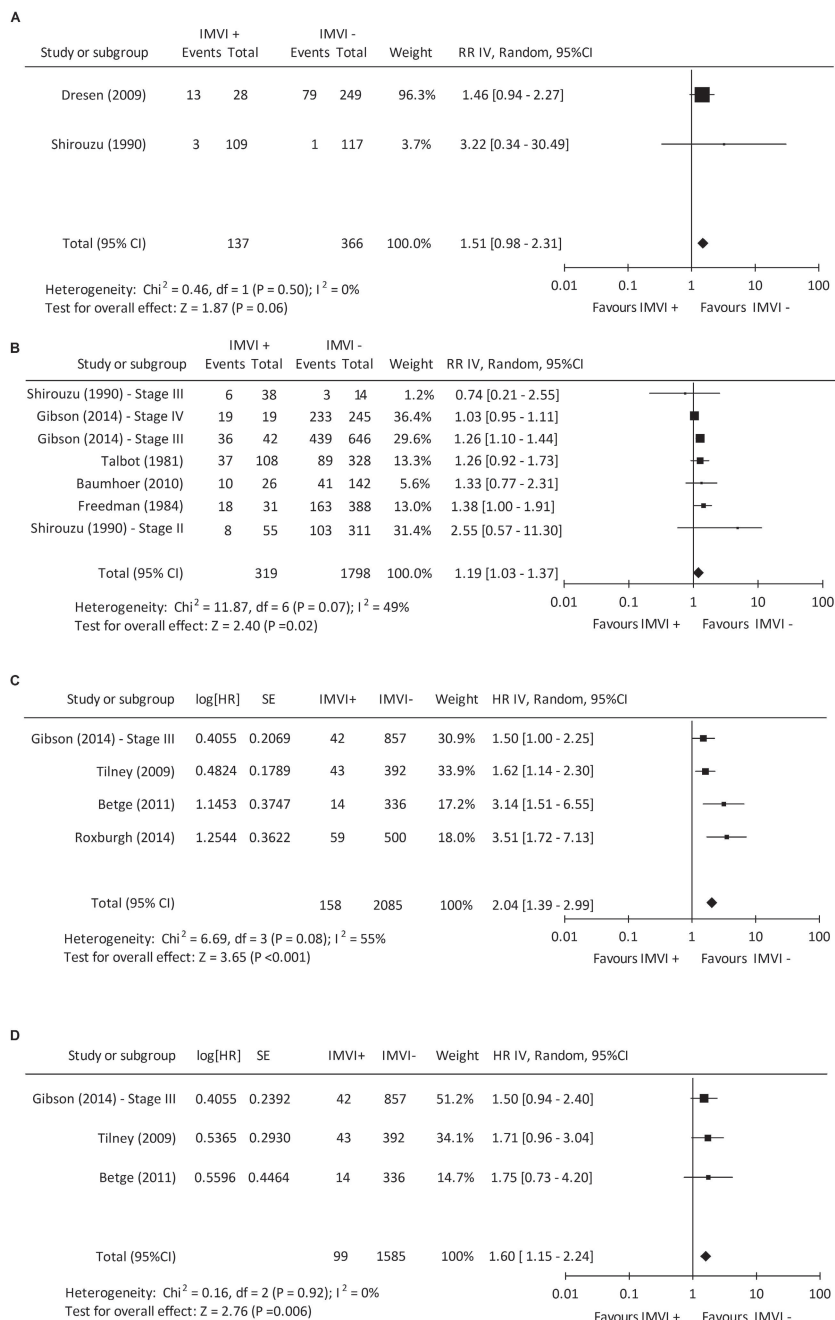 A
IMVI + IMVI -
Study or subgroup Events Total Events Total Weight RR IV, Random, 95%CI
Dresen (2009) 13 28 79 249 96.3% 1.46 [0.94 - 2.27]
Shirouzu (1990) 3 109 1 117 3.7% 3.22 [0.34 - 30.49]
Total (95% CI) 137 366 100.0% 1.51 [0.98 - 2.31]
0.01 0.1 1 10 100
Heterogeneity: Chi² = 0.46, df = 1 (P = 0.50); I² = 0%
Favours IMVI + Favours IMVI -
Test for overall effect: Z = 1.87 (P = 0.06)
B
IMVI + IMVI -
Study or subgroup Events Total Events Total Weight RR IV, Random, 95%CI
Shirouzu (1990) - Stage III 6 38 3 14 1.2% 0.74 [0.21 - 2.55]
Gibson (2014) - Stage IV 19 19 233 245 36.4% 1.03 [0.95 - 1.11]
Gibson (2014) - Stage III 36 42 439 646 29.6% 1.26 [1.10 - 1.44]
Talbot (1981) 37 108 89 328 13.3% 1.26 [0.92 - 1.73]
Baumhoer (2010) 10 26 41 142 5.6% 1.33 [0.77 - 2.31]
Freedman (1984) 18 31 163 388 13.0% 1.38 [1.00 - 1.91]
Shirouzu (1990) - Stage II 8 55 103 311 31.4% 2.55 [0.57 - 11.30]
Total (95% CI) 319 1798 100.0% 1.19 [1.03 - 1.37]
0.01 0.1 1 10 100
Heterogeneity: Chi² = 11.87, df = 6 (P = 0.07); I² = 49%
Favours IMVI + Favours IMVI -
Test for overall effect: Z = 2.40 (P =0.02)
C
Study or subgroup log[HR] SE IMVI+ IMVI- Weight HR IV, Random, 95%CI
Gibson (2014) - Stage III 0.4055 0.2069 42 857 30.9% 1.50 [1.00 - 2.25]
Tilney (2009) 0.4824 0.1789 43 392 33.9% 1.62 [1.14 - 2.30]
Betge (2011) 1.1453 0.3747 14 336 17.2% 3.14 [1.51 - 6.55]
Roxburgh (2014) 1.2544 0.3622 59 500 18.0% 3.51 [1.72 - 7.13]
Total (95% CI) 158 2085 100% 2.04 [1.39 - 2.99]
0.01 0.1 1 10 100
Heterogeneity: Chi² = 6.69, df = 3 (P = 0.08); I² = 55%
Favours IMVI + Favours IMVI -
Test for overall effect: Z = 3.65 (P <0.001)
D
Study or subgroup log[HR] SE IMVI+ IMVI- Weight HR IV, Random, 95%CI
Gibson (2014) - Stage III 0.4055 0.2392 42 857 51.2% 1.50 [0.94 - 2.40]
Tilney (2009) 0.5365 0.2930 43 392 34.1% 1.71 [0.96 - 3.04]
Betge (2011) 0.5596 0.4464 14 336 14.7% 1.75 [0.73 - 4.20]
Total (95%CI) 99 1585 100% 1.60 [ 1.15 - 2.24]
Heterogeneity: Chi² = 0.16, df = 2 (P = 0.92); I² = 0%
0.01 0.1 1 10 100
Test for overall effect: Z = 2.76 (P =0.006)
Favours IMVI + Favours IMVI -